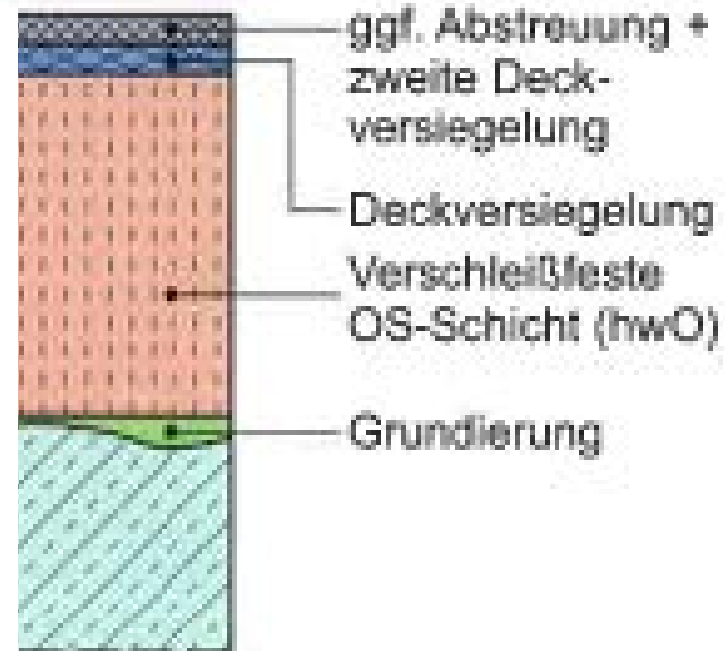 ggf. Abstreuung +
zweite Deck-
versiegelung
Deckversiegelung
Verschleißfeste
OS-Schicht (hwO)
Grundierung